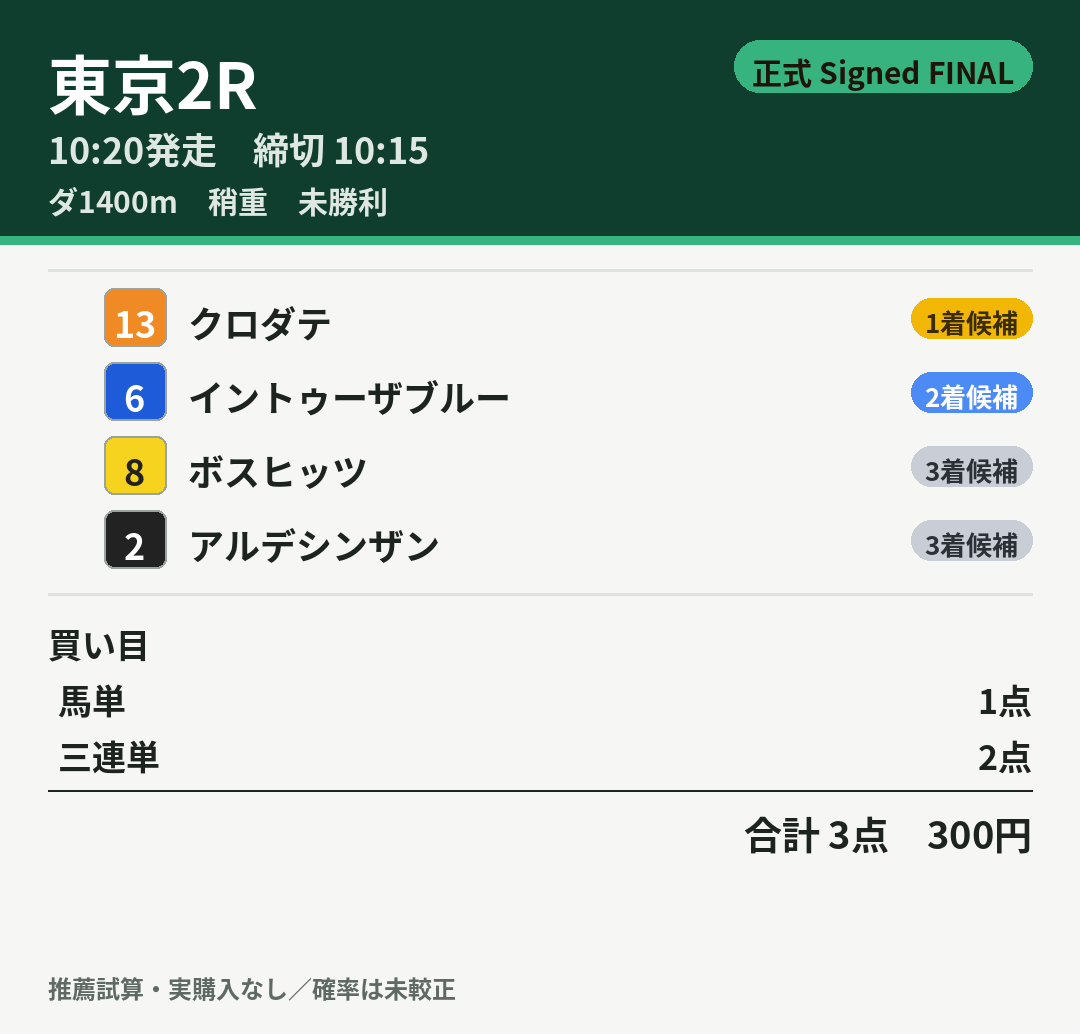 東京2R
正式 Signed FINAL
10:20発走　締切 10:15
ダ1400m　稍重　未勝利
13 クロダテ 1着候補
6 イントゥーザブルー 2着候補
8 ボスヒッツ 3着候補
2 アルデシンザン 3着候補
買い目
馬単 1点
三連単 2点
合計 3点　300円
推薦試算・実購入なし／確率は未較正